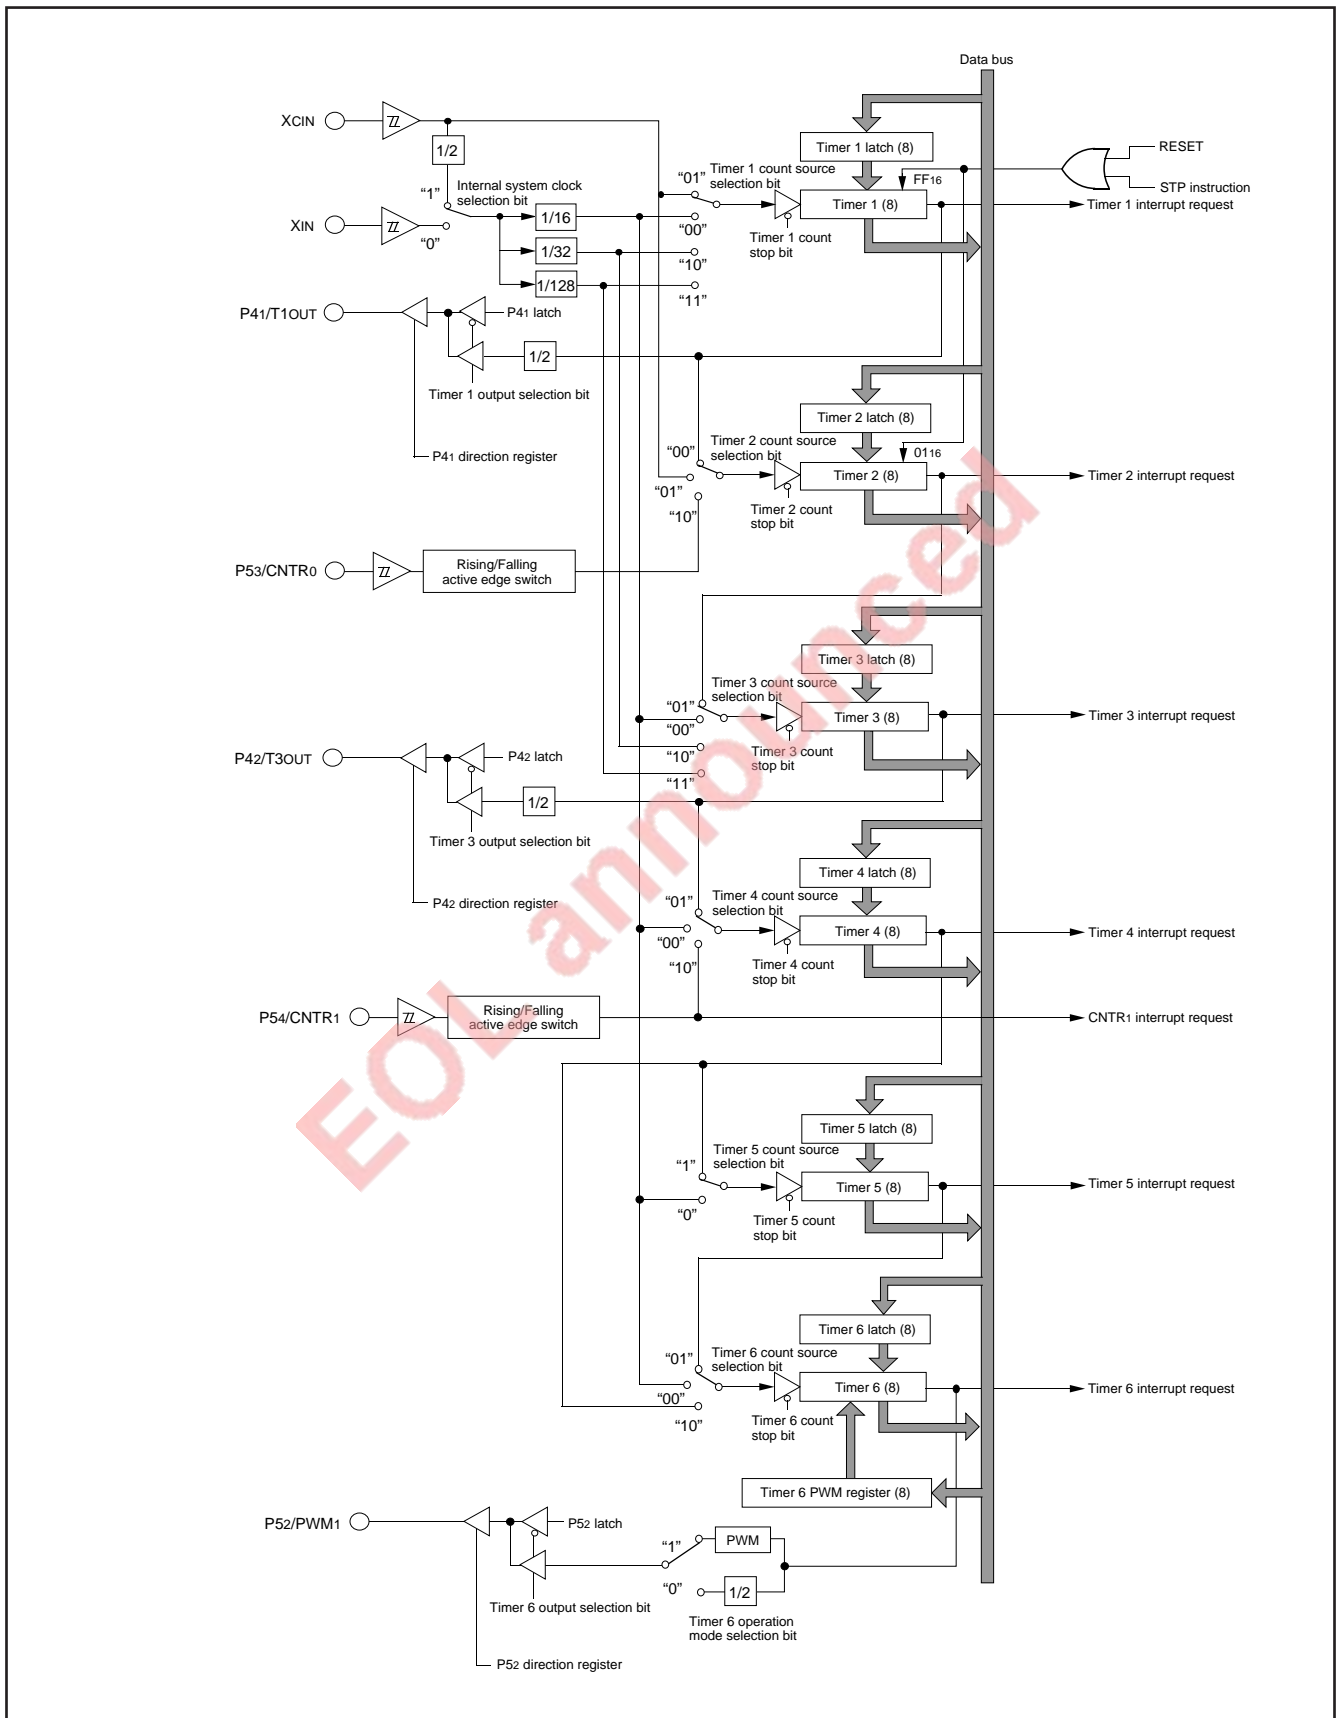 Data bus
XCIN
1/2
Timer 1 latch (8)
RESET
STP instruction
“1”
Internal system clock
selection bit
“01”
Timer 1 count source
selection bit
FF16
XIN
“0”
1/16
“00”
Timer 1 (8)
Timer 1 interrupt request
Timer 1 count
stop bit
1/32
“10”
1/128
“11”
P41/T1OUT
P41 latch
1/2
Timer 1 output selection bit
P41 direction register
Timer 2 latch (8)
“00”
Timer 2 count source
selection bit
0116
“01”
Timer 2 (8)
Timer 2 interrupt request
“10”
Timer 2 count
stop bit
P53/CNTR0
Rising/Falling
active edge switch
Timer 3 latch (8)
Timer 3 count source
selection bit
“01”
“00”
Timer 3 (8)
Timer 3 interrupt request
“10”
Timer 3 count
stop bit
“11”
P42/T3OUT
P42 latch
1/2
Timer 3 output selection bit
P42 direction register
Timer 4 latch (8)
“01”
Timer 4 count source
selection bit
“00”
Timer 4 (8)
Timer 4 interrupt request
“10”
Timer 4 count
stop bit
P54/CNTR1
Rising/Falling
active edge switch
CNTR1 interrupt request
Timer 5 latch (8)
“1”
Timer 5 count source
selection bit
Timer 5 (8)
Timer 5 interrupt request
“0”
Timer 5 count
stop bit
Timer 6 latch (8)
“01”
Timer 6 count source
selection bit
“00”
Timer 6 (8)
Timer 6 interrupt request
“10”
Timer 6 count
stop bit
Timer 6 PWM register (8)
P52/PWM1
P52 latch
“1”
PWM
“0”
1/2
Timer 6 output selection bit
Timer 6 operation
mode selection bit
P52 direction register
EOL announced